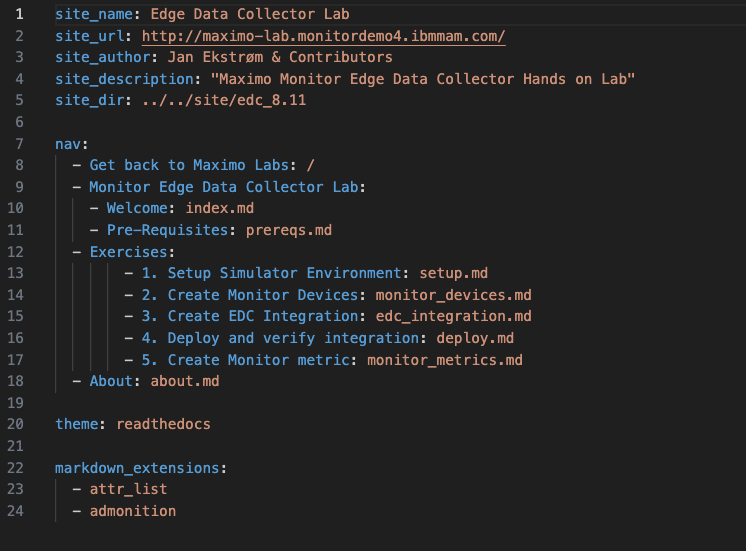 1 site_name: Edge Data Collector Lab
2 site_url: http://maximo-lab.monitordemo4.ibmmam.com/
3 site_author: Jan Ekstrøm & Contributors
4 site_description: "Maximo Monitor Edge Data Collector Hands on Lab"
5 site_dir: ../../site/edc_8.11
6
7 nav:
8   - Get back to Maximo Labs: /
9   - Monitor Edge Data Collector Lab:
10     - Welcome: index.md
11     - Pre-Requisites: prereqs.md
12   - Exercises:
13         - 1. Setup Simulator Environment: setup.md
14         - 2. Create Monitor Devices: monitor_devices.md
15         - 3. Create EDC Integration: edc_integration.md
16         - 4. Deploy and verify integration: deploy.md
17         - 5. Create Monitor metric: monitor_metrics.md
18   - About: about.md
19
20 theme: readthedocs
21
22 markdown_extensions:
23   - attr_list
24   - admonition